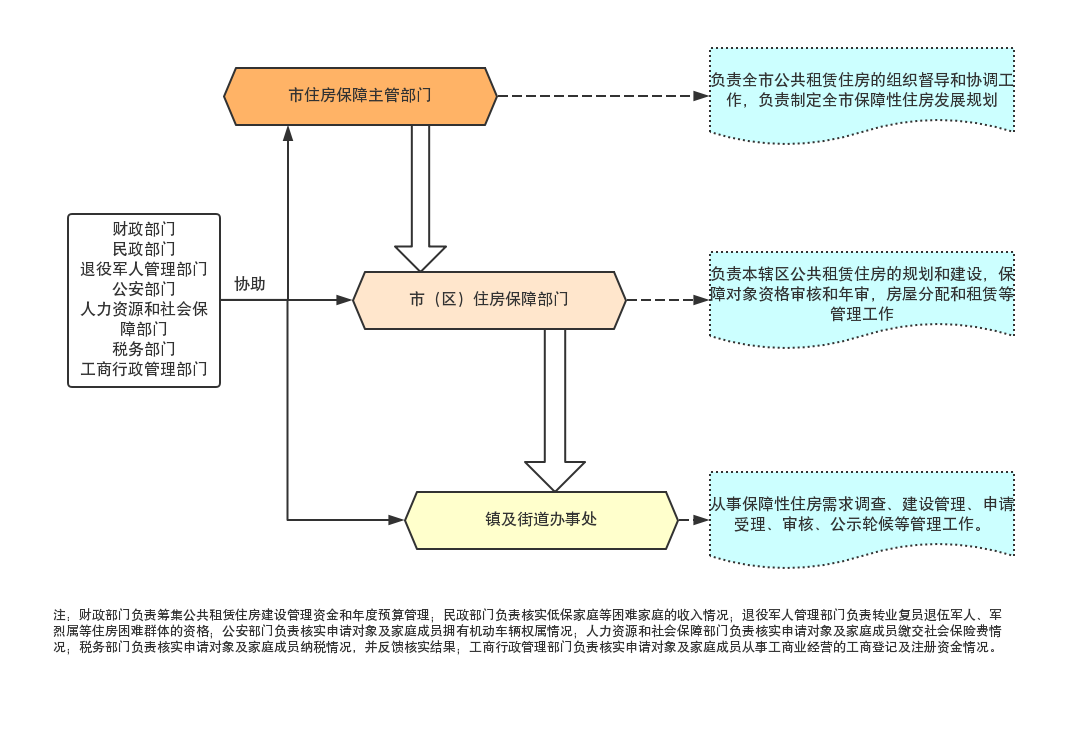 市住房保障主管部门
负责全市公共租赁住房的组织督导和协调工
作，负责制定全市保障性住房发展规划
财政部门
民政部门
退役军人管理部门
公安部门
人力资源和社会保
障部门
税务部门
工商行政管理部门
协助
市（区）住房保障部门
负责本辖区公共租赁住房的规划和建设，保
障对象资格审核和年审，房屋分配和租赁等
管理工作
镇及街道办事处
从事保障性住房需求调查、建设管理、申请
受理、审核、公示轮候等管理工作。
注；财政部门负责筹集公共租赁住房建设管理资金和年度预算管理，民政部门负责核实低保家庭等困难家庭的收入情况；退役军人管理部门负责转业复员退伍军人、军
烈属等住房困难群体的资格；公安部门负责核实申请对象及家庭成员拥有机动车辆权属情况；人力资源和社会保障部门负责核实申请对象及家庭成员缴交社会保险费情
况；税务部门负责核实申请对象及家庭成员纳税情况，并反馈核实结果；工商行政管理部门负责核实申请对象及家庭成员从事工商业经营的工商登记及注册资金情况。